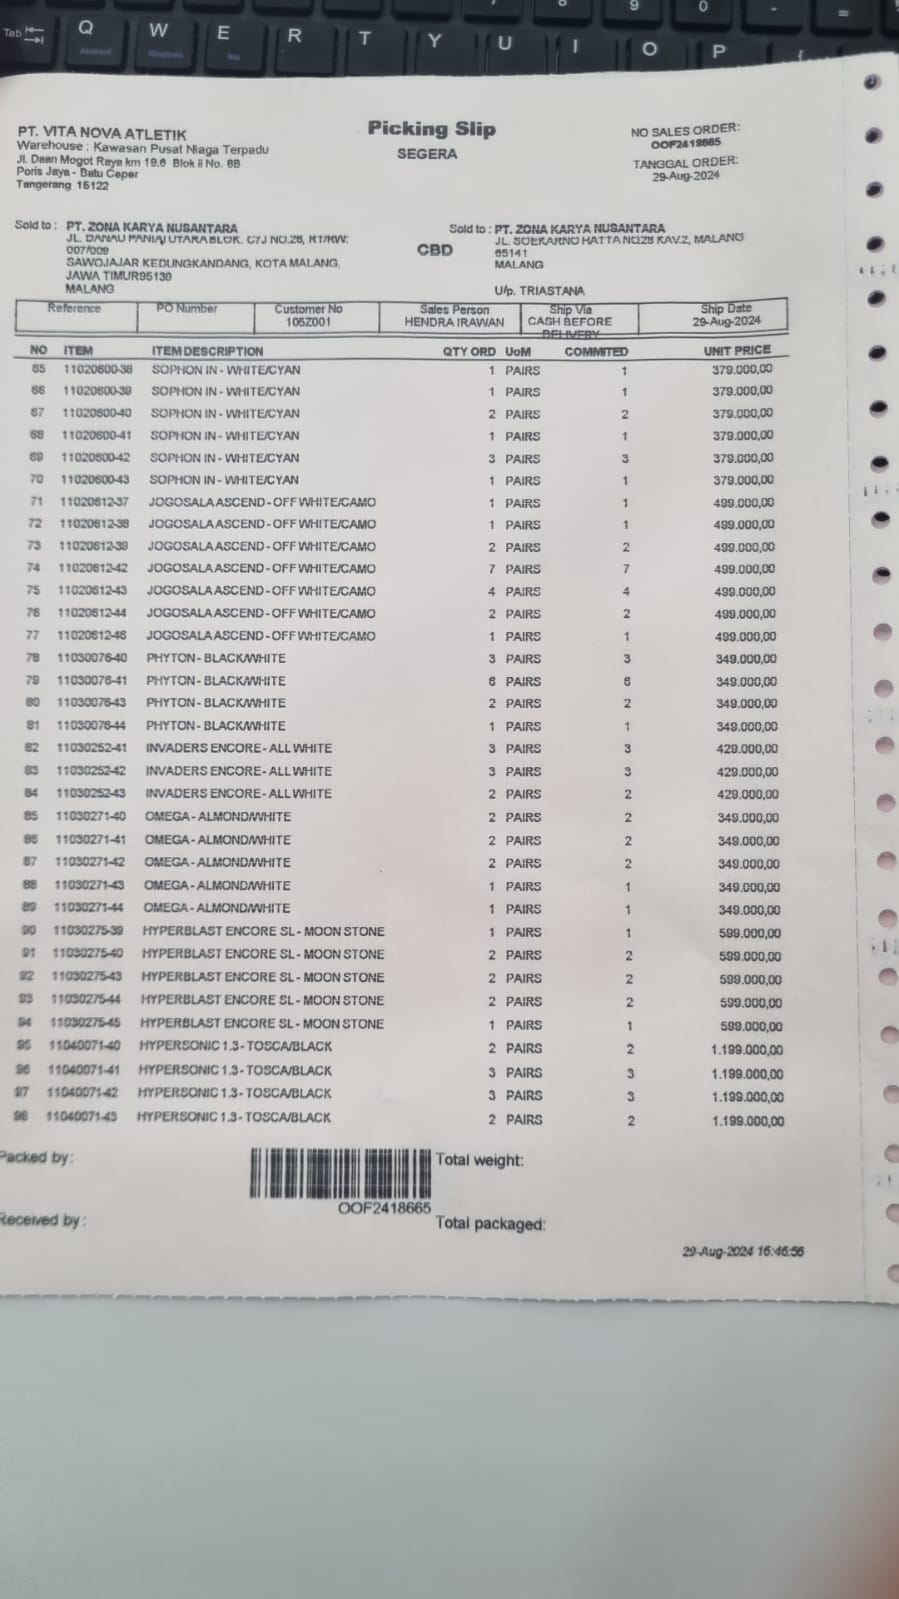 Tab Q W E R T Y U I O P
9 0 - =
PT. VITA NOVA ATLETIK
Warehouse : Kawasan Pusat Niaga Terpadu
Jl. Daan Mogot Raya km 19.6 Blok ii No. 8B
Poris Jaya - Batu Ceper
Tangerang 15122
Picking Slip
SEGERA
NO SALES ORDER:
OOF2418665
TANGGAL ORDER:
29-Aug-2024
Sold to : PT. ZONA KARYA NUSANTARA
JL. DANAU PANIAI UTARA BLOK. C7J NO.26, RT/RW:
007/009
SAWOJAJAR KEDUNGKANDANG, KOTA MALANG,
JAWA TIMUR95139
MALANG
CBD
Sold to : PT. ZONA KARYA NUSANTARA
JL. SOEKARNO HATTA NO28 KAV.2, MALANG
65141
MALANG
U/p. TRIASTANA
Reference PO Number Customer No Sales Person Ship Via Ship Date
105Z001 HENDRA IRAWAN CASH BEFORE 29-Aug-2024
DELIVERY
NO ITEM ITEM DESCRIPTION QTY ORD UoM COMMITED UNIT PRICE
65 11020600-38 SOPHON IN - WHITE/CYAN 1 PAIRS 1 379.000,00
66 11020600-39 SOPHON IN - WHITE/CYAN 1 PAIRS 1 379.000,00
67 11020600-40 SOPHON IN - WHITE/CYAN 2 PAIRS 2 379.000,00
68 11020600-41 SOPHON IN - WHITE/CYAN 1 PAIRS 1 379.000,00
69 11020600-42 SOPHON IN - WHITE/CYAN 3 PAIRS 3 379.000,00
70 11020600-43 SOPHON IN - WHITE/CYAN 1 PAIRS 1 379.000,00
71 11020612-37 JOGOSALA ASCEND - OFF WHITE/CAMO 1 PAIRS 1 499.000,00
72 11020612-38 JOGOSALA ASCEND - OFF WHITE/CAMO 1 PAIRS 1 499.000,00
73 11020612-39 JOGOSALA ASCEND - OFF WHITE/CAMO 2 PAIRS 2 499.000,00
74 11020612-42 JOGOSALA ASCEND - OFF WHITE/CAMO 7 PAIRS 7 499.000,00
75 11020612-43 JOGOSALA ASCEND - OFF WHITE/CAMO 4 PAIRS 4 499.000,00
76 11020612-44 JOGOSALA ASCEND - OFF WHITE/CAMO 2 PAIRS 2 499.000,00
77 11020612-46 JOGOSALA ASCEND - OFF WHITE/CAMO 1 PAIRS 1 499.000,00
78 11030076-40 PHYTON - BLACK/WHITE 3 PAIRS 3 349.000,00
79 11030076-41 PHYTON - BLACK/WHITE 6 PAIRS 6 349.000,00
80 11030076-43 PHYTON - BLACK/WHITE 2 PAIRS 2 349.000,00
81 11030076-44 PHYTON - BLACK/WHITE 1 PAIRS 1 349.000,00
82 11030252-41 INVADERS ENCORE - ALL WHITE 3 PAIRS 3 429.000,00
83 11030252-42 INVADERS ENCORE - ALL WHITE 3 PAIRS 3 429.000,00
84 11030252-43 INVADERS ENCORE - ALL WHITE 2 PAIRS 2 429.000,00
85 11030271-40 OMEGA - ALMOND/WHITE 2 PAIRS 2 349.000,00
86 11030271-41 OMEGA - ALMOND/WHITE 2 PAIRS 2 349.000,00
87 11030271-42 OMEGA - ALMOND/WHITE 2 PAIRS 2 349.000,00
88 11030271-43 OMEGA - ALMOND/WHITE 1 PAIRS 1 349.000,00
89 11030271-44 OMEGA - ALMOND/WHITE 1 PAIRS 1 349.000,00
90 11030275-39 HYPERBLAST ENCORE SL - MOON STONE 1 PAIRS 1 599.000,00
91 11030275-40 HYPERBLAST ENCORE SL - MOON STONE 2 PAIRS 2 599.000,00
92 11030275-43 HYPERBLAST ENCORE SL - MOON STONE 2 PAIRS 2 599.000,00
93 11030275-44 HYPERBLAST ENCORE SL - MOON STONE 2 PAIRS 2 599.000,00
94 11030275-45 HYPERBLAST ENCORE SL - MOON STONE 1 PAIRS 1 599.000,00
95 11040071-40 HYPERSONIC 1.3 - TOSCA/BLACK 2 PAIRS 2 1.199.000,00
96 11040071-41 HYPERSONIC 1.3 - TOSCA/BLACK 3 PAIRS 3 1.199.000,00
97 11040071-42 HYPERSONIC 1.3 - TOSCA/BLACK 3 PAIRS 3 1.199.000,00
98 11040071-43 HYPERSONIC 1.3 - TOSCA/BLACK 2 PAIRS 2 1.199.000,00
Packed by : Total weight:
OOF2418665
Received by : Total packaged:
29-Aug-2024 16:46:56